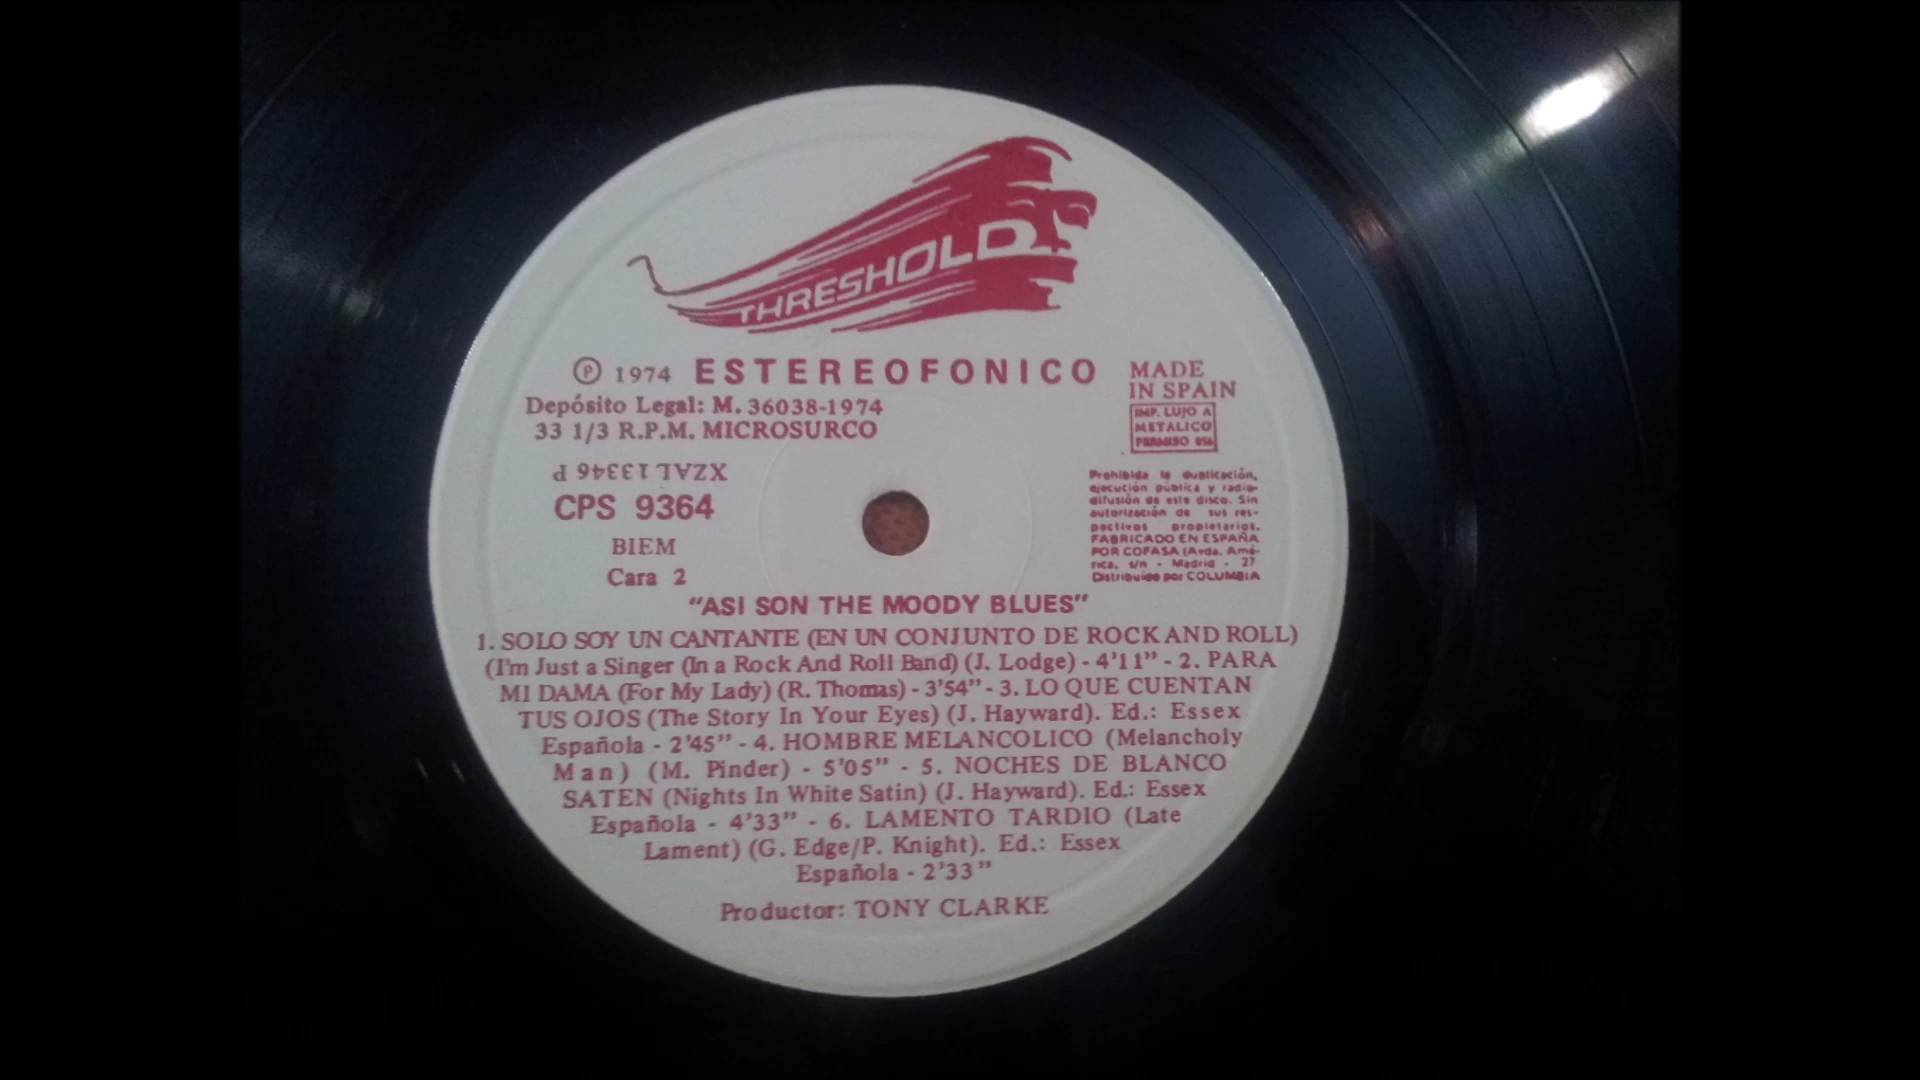 THRESHOLD
Ⓟ 1974 ESTEREOFONICO
Depósito Legal: M. 36038-1974
33 1/3 R.P.M. MICROSURCO
MADE
IN SPAIN
IMP. LUJO A
METALICO
PERMISO 056
XZAL 13346 P
CPS 9364
BIEM
Cara 2
Prohibida la publicación,
ejecución pública y radio-
difusión de este disco. Sin
autorización de sus res-
pectivos propietarios.
FABRICADO EN ESPAÑA
POR COFASA (Avda. Amé-
rica, s/n - Madrid - 27
Distribuido por COLUMBIA
"ASI SON THE MOODY BLUES"
1. SOLO SOY UN CANTANTE (EN UN CONJUNTO DE ROCK AND ROLL)
(I'm Just a Singer (In a Rock And Roll Band) (J. Lodge) - 4'11" - 2. PARA
MI DAMA (For My Lady) (R. Thomas) - 3'54" - 3. LO QUE CUENTAN
TUS OJOS (The Story In Your Eyes) (J. Hayward). Ed.: Essex
Española - 2'45" - 4. HOMBRE MELANCOLICO (Melancholy
Man) (M. Pinder) - 5'05" - 5. NOCHES DE BLANCO
SATEN (Nights In White Satin) (J. Hayward). Ed.: Essex
Española - 4'33" - 6. LAMENTO TARDIO (Late
Lament) (G. Edge/P. Knight). Ed.: Essex
Española - 2'33"
Productor: TONY CLARKE